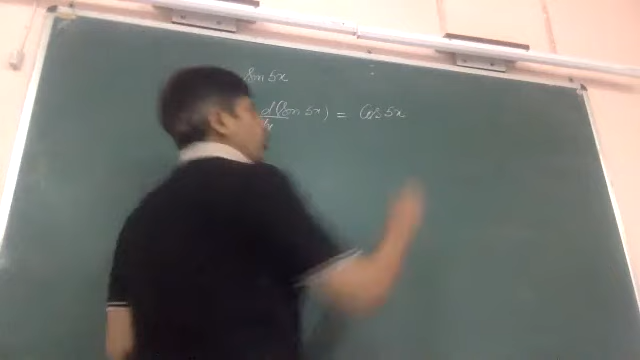 Sin 5x
d(Sin 5x) = Cos 5x
dx